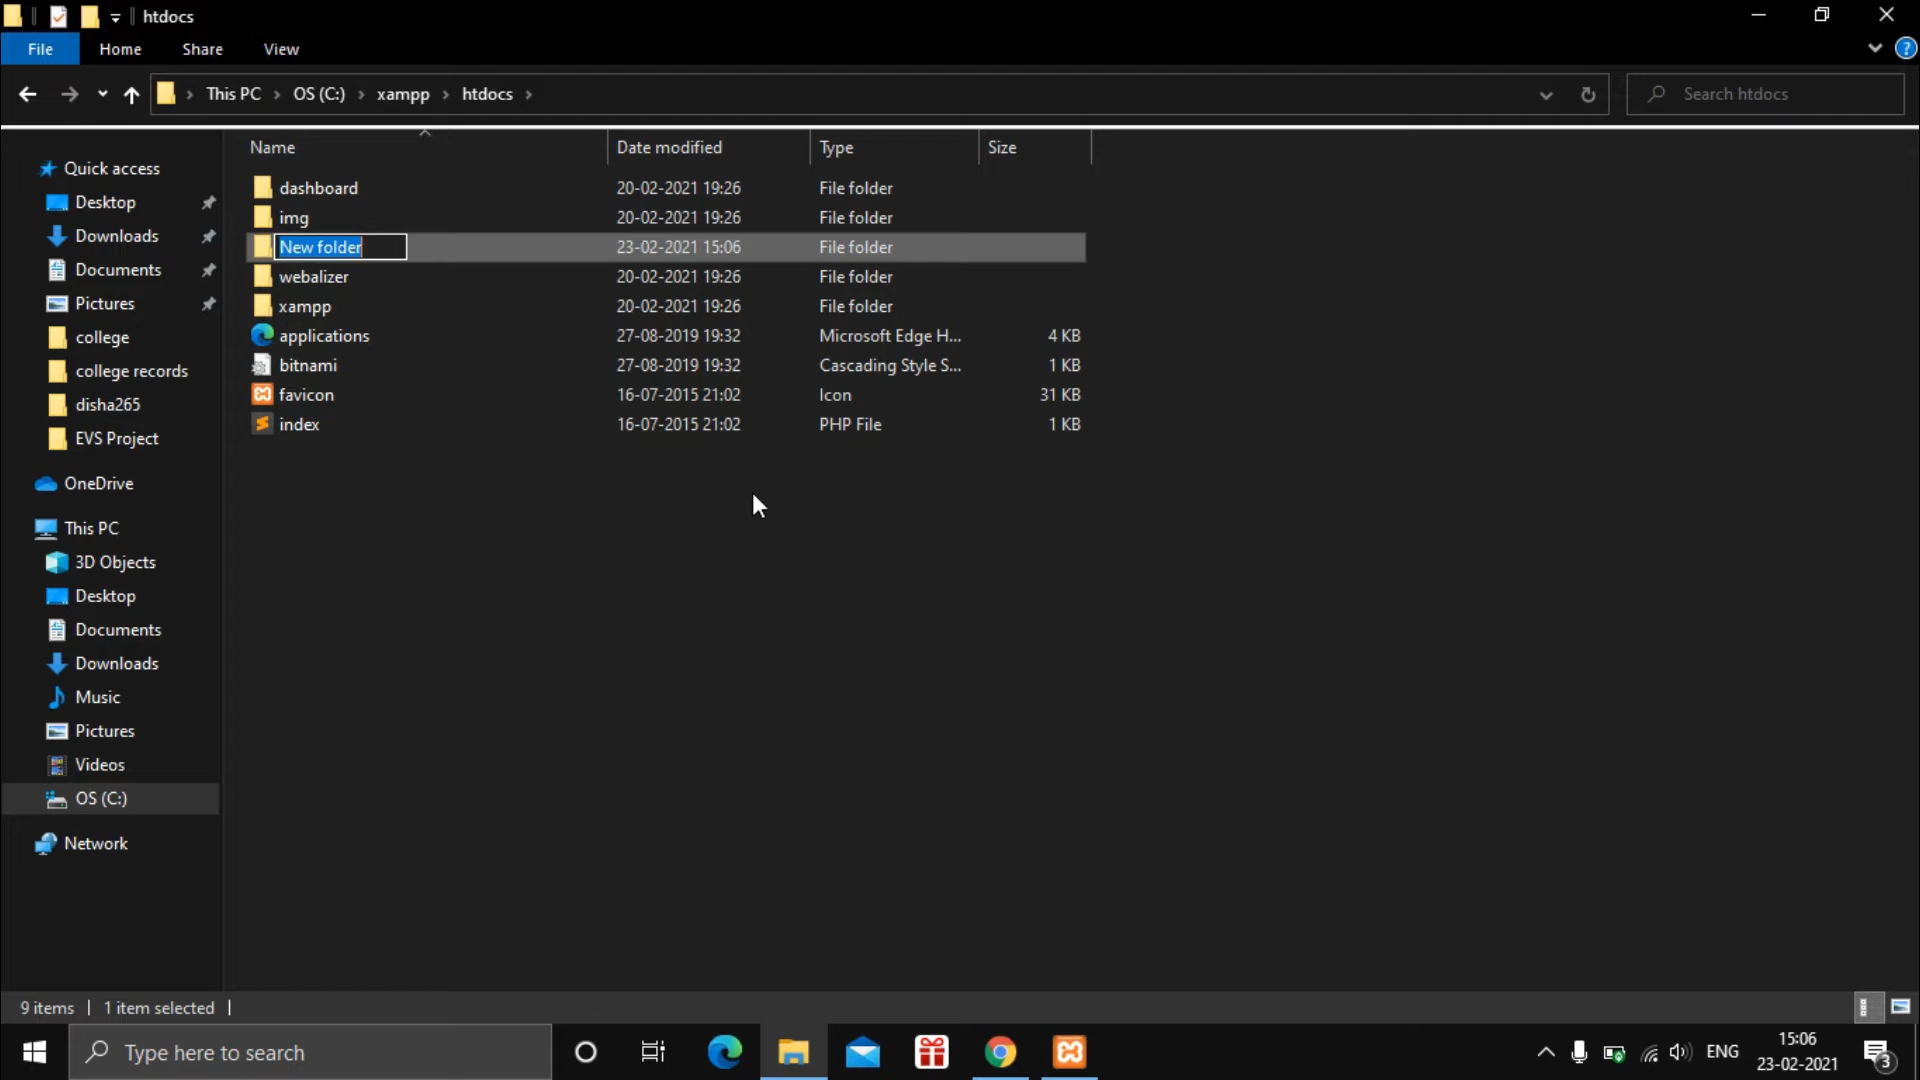 htdocs
File Home Share View
This PC OS (C:) xampp htdocs
Search htdocs
Name Date modified Type Size
Quick access
Desktop
Downloads
Documents
Pictures
college
college records
disha265
EVS Project
OneDrive
This PC
3D Objects
Desktop
Documents
Downloads
Music
Pictures
Videos
OS (C:)
Network
dashboard 20-02-2021 19:26 File folder
img 20-02-2021 19:26 File folder
New folder 23-02-2021 15:06 File folder
webalizer 20-02-2021 19:26 File folder
xampp 20-02-2021 19:26 File folder
applications 27-08-2019 19:32 Microsoft Edge H... 4 KB
bitnami 27-08-2019 19:32 Cascading Style S... 1 KB
favicon 16-07-2015 21:02 Icon 31 KB
index 16-07-2015 21:02 PHP File 1 KB
9 items 1 item selected
Type here to search
ENG
15:06
23-02-2021
3